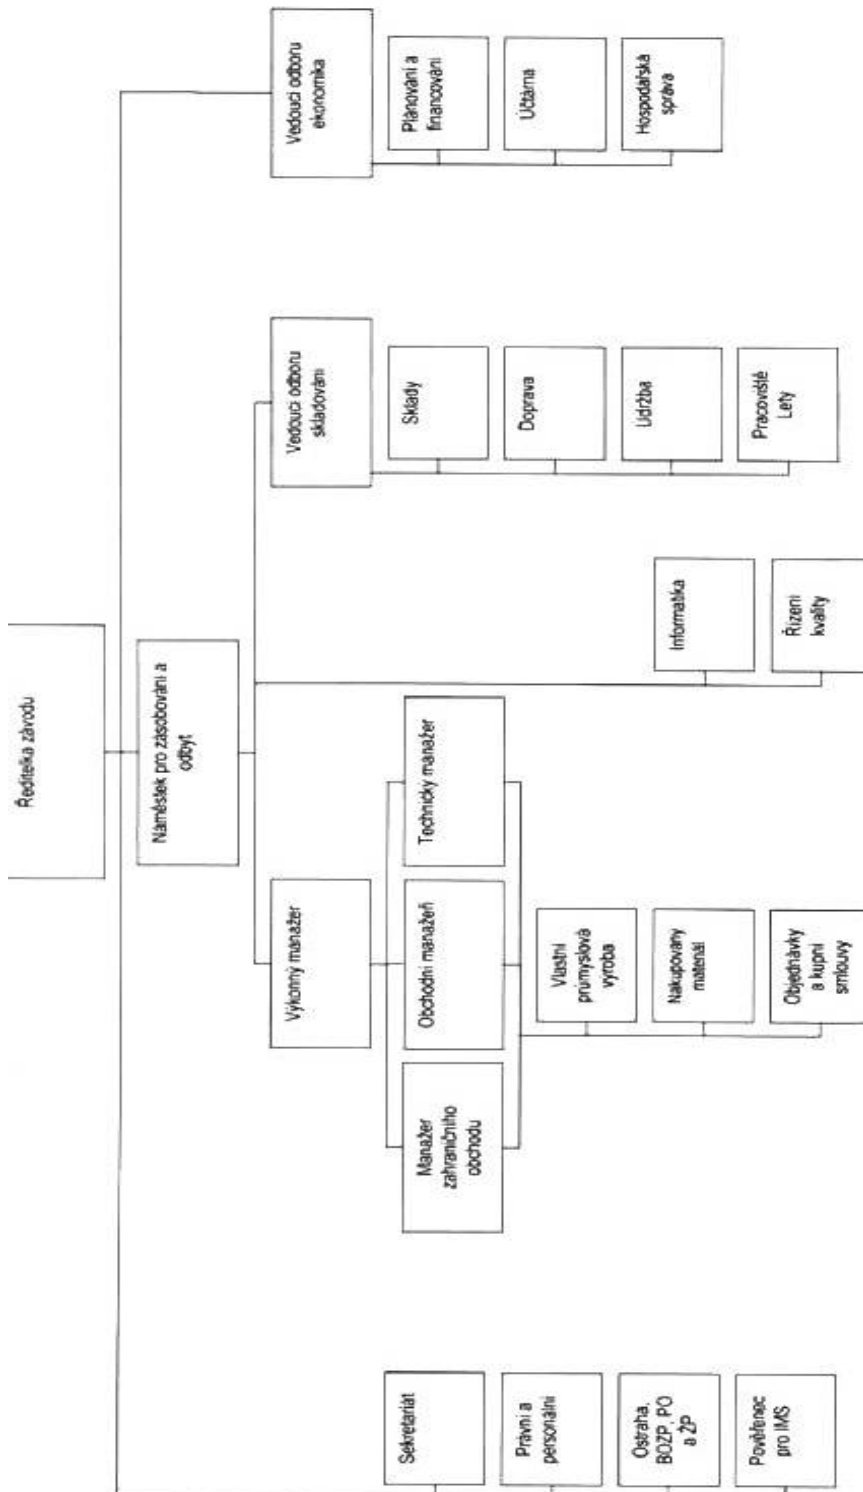 Ředitelka závodu
Náměstek pro zásobování a
odbyt
Výkonný manažer
Vedoucí odboru
skladování
Vedoucí odboru
ekonomika
Manažer
zahraničního
obchodu
Obchodní manažeři
Technický manažer
Vlastní
průmyslová
výroba
Nakupovaný
materiál
Objednávky
a kupní
smlouvy
Informatika
Řízení
kvality
Sklady
Doprava
Údržba
Pracoviště
Lety
Plánování a
financování
Účtárna
Hospodářská
správa
Sekretariát
Právní a
personální
Ostraha,
BOZP, PO
a ŽP
Pověřenec
pro IMS